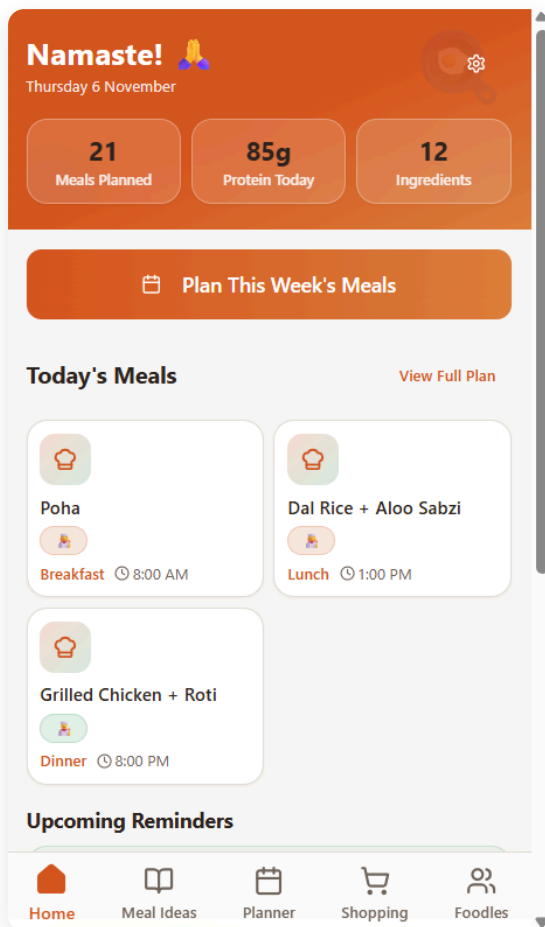 Namaste! 🙏
Thursday 6 November
21
Meals Planned
85g
Protein Today
12
Ingredients
Plan This Week's Meals
Today's Meals
View Full Plan
Poha
Breakfast 8:00 AM
Dal Rice + Aloo Sabzi
Lunch 1:00 PM
Grilled Chicken + Roti
Dinner 8:00 PM
Upcoming Reminders
Home
Meal Ideas
Planner
Shopping
Foodles